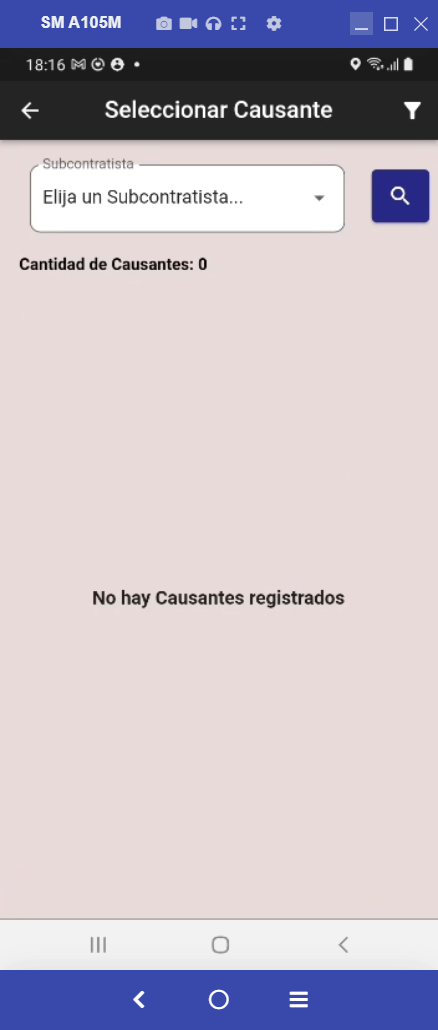 SM A105M
18:16
Seleccionar Causante
Subcontratista
Elija un Subcontratista...
Cantidad de Causantes: 0
No hay Causantes registrados